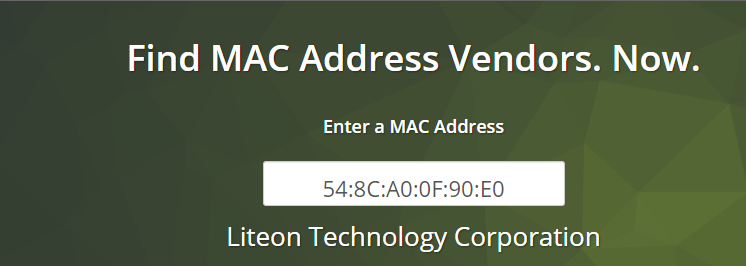 Find MAC Address Vendors. Now.
Enter a MAC Address
54:8C:A0:0F:90:E0
Liteon Technology Corporation